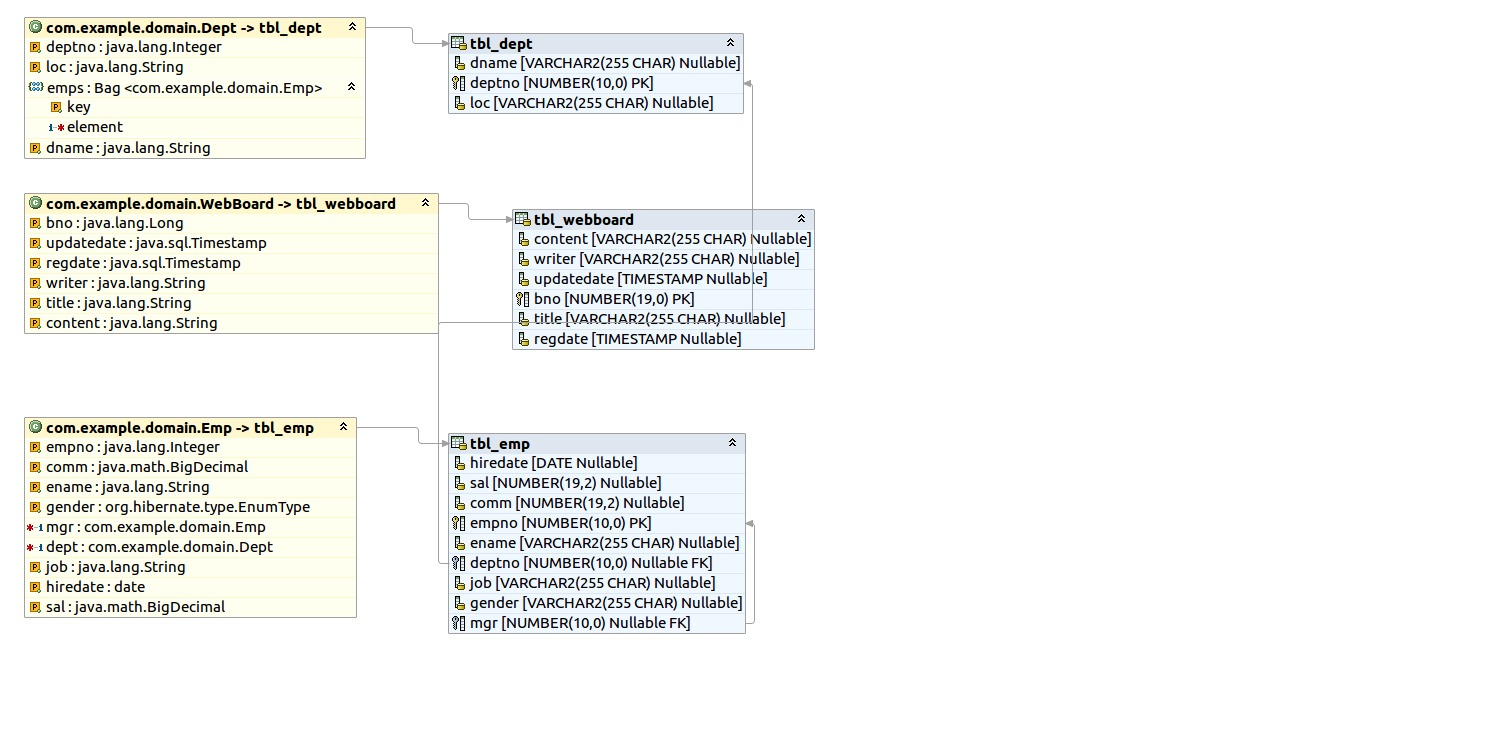 com.example.domain.Dept -> tbl_dept
deptno : java.lang.Integer
loc : java.lang.String
emps : Bag <com.example.domain.Emp>
key
element
dname : java.lang.String
tbl_dept
dname [VARCHAR2(255 CHAR) Nullable]
deptno [NUMBER(10,0) PK]
loc [VARCHAR2(255 CHAR) Nullable]
com.example.domain.WebBoard -> tbl_webboard
bno : java.lang.Long
updatedate : java.sql.Timestamp
regdate : java.sql.Timestamp
writer : java.lang.String
title : java.lang.String
content : java.lang.String
tbl_webboard
content [VARCHAR2(255 CHAR) Nullable]
writer [VARCHAR2(255 CHAR) Nullable]
updatedate [TIMESTAMP Nullable]
bno [NUMBER(19,0) PK]
title [VARCHAR2(255 CHAR) Nullable]
regdate [TIMESTAMP Nullable]
com.example.domain.Emp -> tbl_emp
empno : java.lang.Integer
comm : java.math.BigDecimal
ename : java.lang.String
gender : org.hibernate.type.EnumType
mgr : com.example.domain.Emp
dept : com.example.domain.Dept
job : java.lang.String
hiredate : date
sal : java.math.BigDecimal
tbl_emp
hiredate [DATE Nullable]
sal [NUMBER(19,2) Nullable]
comm [NUMBER(19,2) Nullable]
empno [NUMBER(10,0) PK]
ename [VARCHAR2(255 CHAR) Nullable]
deptno [NUMBER(10,0) Nullable FK]
job [VARCHAR2(255 CHAR) Nullable]
gender [VARCHAR2(255 CHAR) Nullable]
mgr [NUMBER(10,0) Nullable FK]